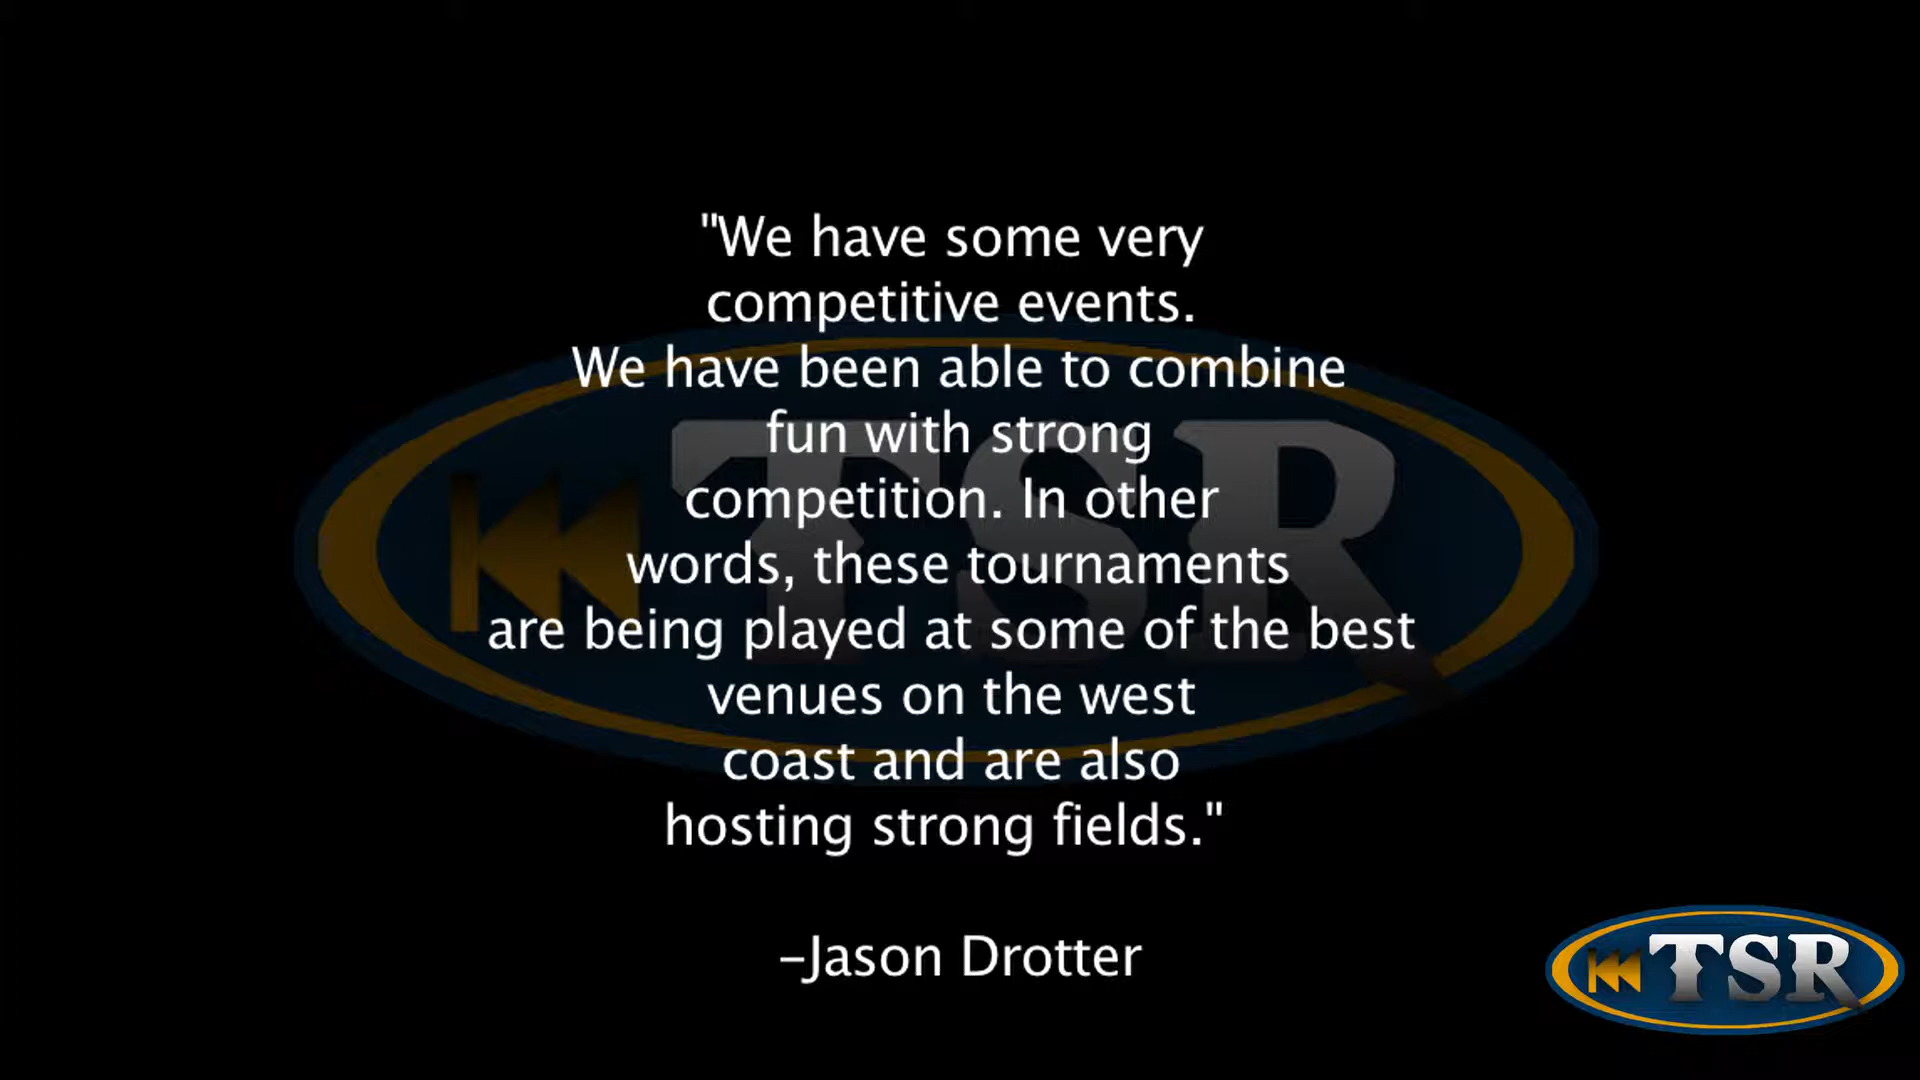 "We have some very
competitive events.
We have been able to combine
fun with strong
competition. In other
words, these tournaments
are being played at some of the best
venues on the west
coast and are also
hosting strong fields."
–Jason Drotter
TSR
TSR